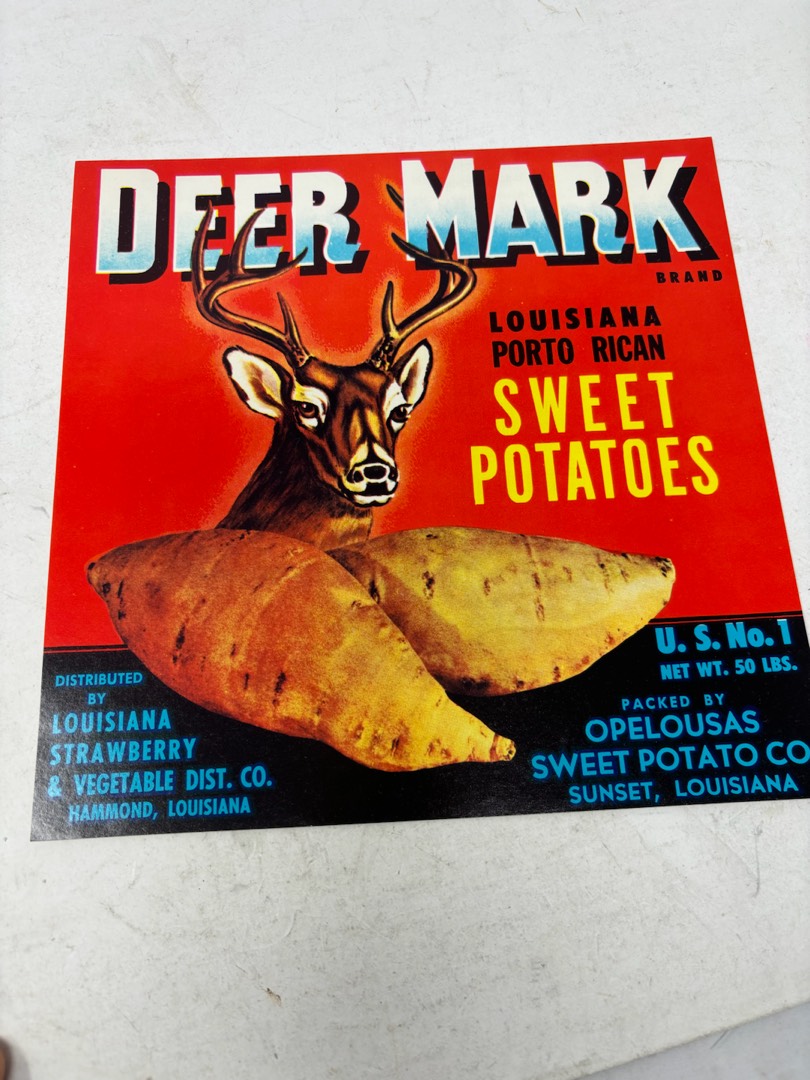 DEER MARK
BRAND
LOUISIANA
PORTO RICAN
SWEET
POTATOES
U. S. No. 1
NET WT. 50 LBS.
DISTRIBUTED
BY
LOUISIANA
STRAWBERRY
& VEGETABLE DIST. CO.
HAMMOND, LOUISIANA
PACKED BY
OPELOUSAS
SWEET POTATO CO
SUNSET, LOUISIANA